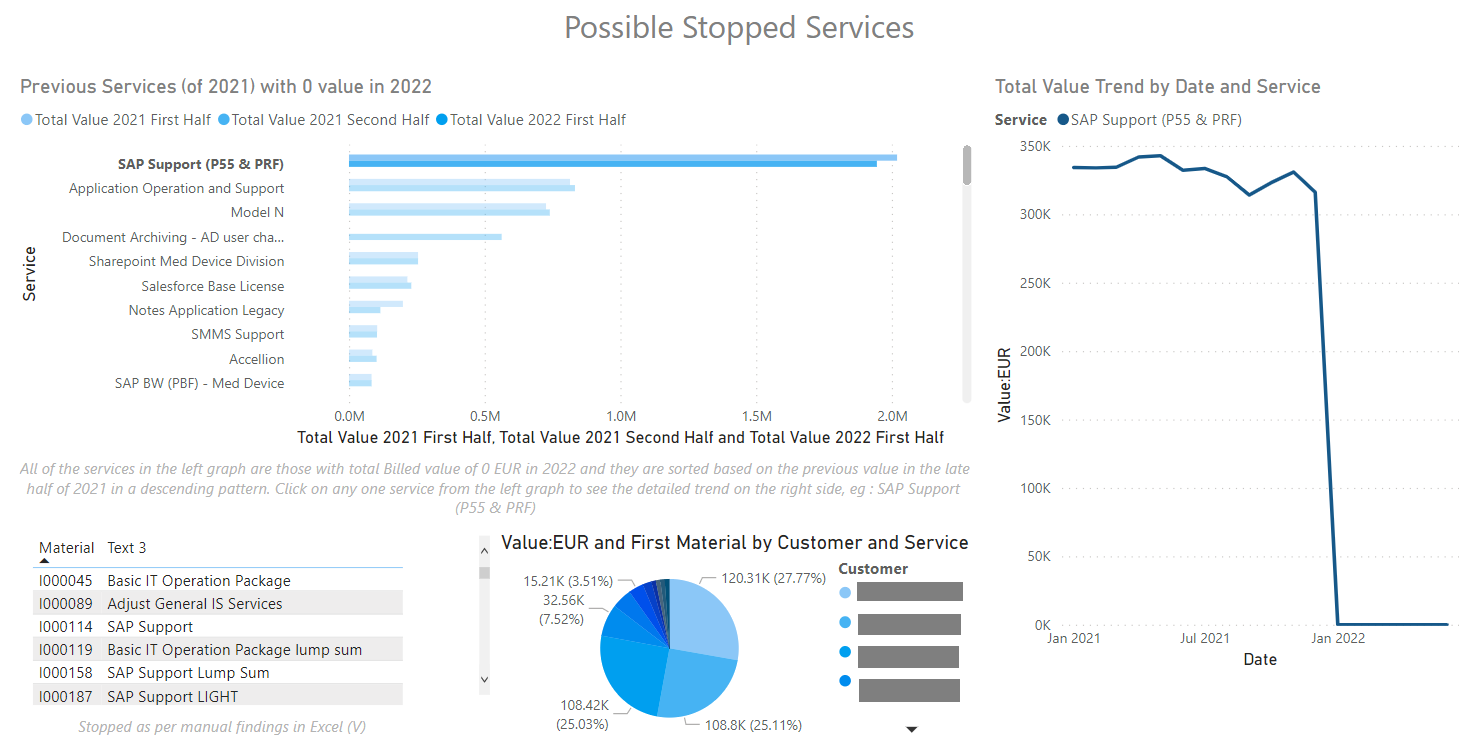 Possible Stopped Services
Previous Services (of 2021) with 0 value in 2022
Total Value 2021 First Half Total Value 2021 Second Half Total Value 2022 First Half
Service
SAP Support (P55 & PRF)
Application Operation and Support
Model N
Document Archiving - AD user cha...
Sharepoint Med Device Division
Salesforce Base License
Notes Application Legacy
SMMS Support
Accellion
SAP BW (PBF) - Med Device
0.0M 0.5M 1.0M 1.5M 2.0M
Total Value 2021 First Half, Total Value 2021 Second Half and Total Value 2022 First Half
All of the services in the left graph are those with total Billed value of 0 EUR in 2022 and they are sorted based on the previous value in the late
half of 2021 in a descending pattern. Click on any one service from the left graph to see the detailed trend on the right side, eg : SAP Support
(P55 & PRF)
Material Text 3
I000045 Basic IT Operation Package
I000089 Adjust General IS Services
I000114 SAP Support
I000119 Basic IT Operation Package lump sum
I000158 SAP Support Lump Sum
I000187 SAP Support LIGHT
Stopped as per manual findings in Excel (V)
Value:EUR and First Material by Customer and Service
15.21K (3.51%)
32.56K
(7.52%)
108.42K
(25.03%)
120.31K (27.77%)
108.8K (25.11%)
Customer
Total Value Trend by Date and Service
Service SAP Support (P55 & PRF)
Value:EUR
350K
300K
250K
200K
150K
100K
50K
0K
Jan 2021 Jul 2021 Jan 2022
Date